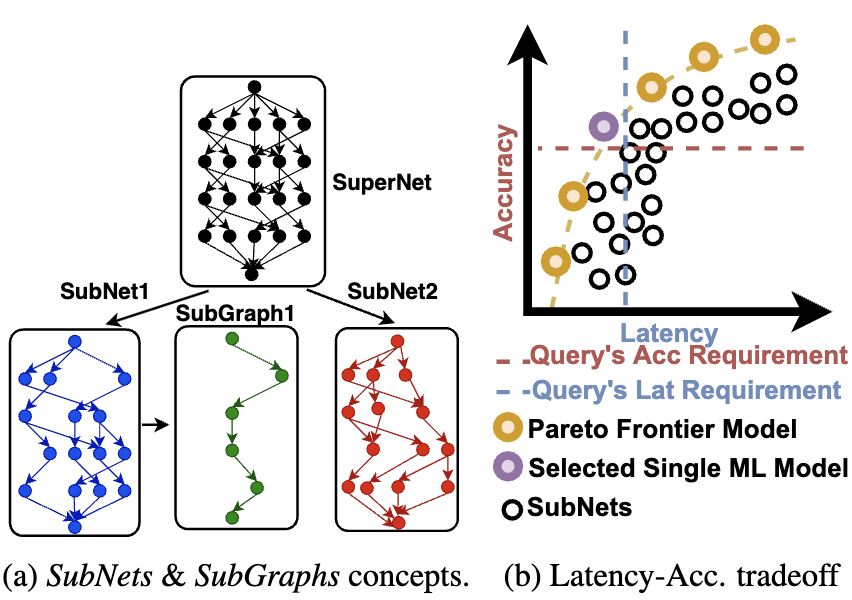 SuperNet
SubNet1
SubNet2
SubGraph1
(a) SubNets & SubGraphs concepts.
Accuracy
Latency
Query's Acc Requirement
Query's Lat Requirement
Pareto Frontier Model
Selected Single ML Model
SubNets
(b) Latency-Acc. tradeoff